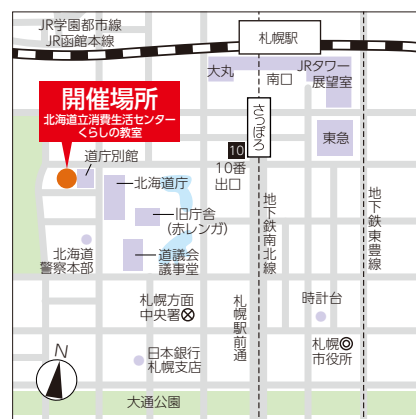 JR学園都市線
JR函館本線
札幌駅
大丸
南口
JRタワー
展望室
開催場所
北海道立消費生活センター
くらしの教室
さっぽろ
東急
10
10番
出口
道庁別館
北海道庁
旧庁舎
(赤レンガ)
地下鉄南北線
地下鉄東豊線
北海道
警察本部
道議会
議事堂
札幌方面
中央署
札幌駅前通
時計台
札幌
市役所
日本銀行
札幌支店
N
大通公園